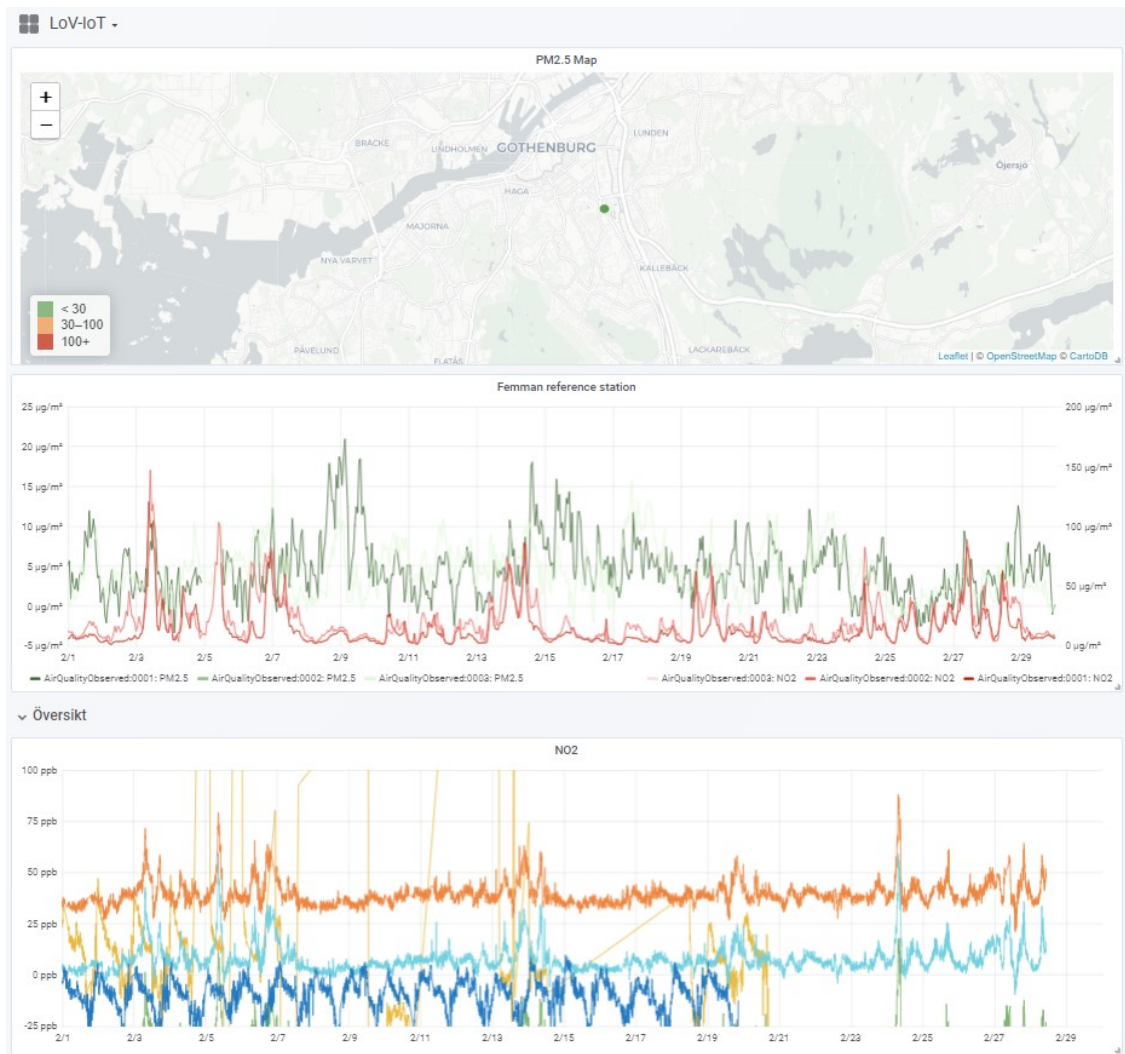 LoV-IoT
PM2.5 Map
+
−
LUNDEN
BRÄCKE
LINDHOLMEN
GOTHENBURG
Öjersjö
HAGA
MAJORNA
NYA VARVET
KALLEBÄCK
< 30
30–100
100+
PÅVELUND
FLATÅS
LACKAREBÄCK
Leaflet | © OpenStreetMap © CartoDB
Femman reference station
25 µg/m³ 200 µg/m³
20 µg/m³
150 µg/m³
15 µg/m³
10 µg/m³ 100 µg/m³
5 µg/m³
50 µg/m³
0 µg/m³
-5 µg/m³ 0 µg/m³
2/1 2/3 2/5 2/7 2/9 2/11 2/13 2/15 2/17 2/19 2/21 2/23 2/25 2/27 2/29
AirQualityObserved:0001: PM2.5 AirQualityObserved:0002: PM2.5 AirQualityObserved:0003: PM2.5 AirQualityObserved:0003: NO2 AirQualityObserved:0002: NO2 AirQualityObserved:0001: NO2
Översikt
NO2
100 ppb
75 ppb
50 ppb
25 ppb
0 ppb
-25 ppb
2/1 2/3 2/5 2/7 2/9 2/11 2/13 2/15 2/17 2/19 2/21 2/23 2/25 2/27 2/29